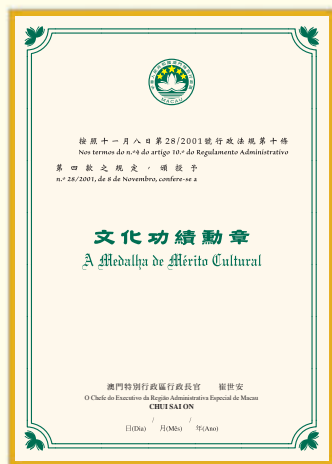 MACAU
按照十一月八日第28/2001號行政法規第十條
Nos termos do n.º4 do artigo 10.º do Regulamento Administrativo
第四款之規定，頒授予
n.º 28/2001, de 8 de Novembro, confere-se a
文化功績勳章
A Medalha de Mérito Cultural
澳門特別行政區行政長官 崔世安
O Chefe do Executivo da Região Administrativa Especial de Macau
CHUI SAI ON
/ /
日(Dia) 月(Mês) 年(Ano)